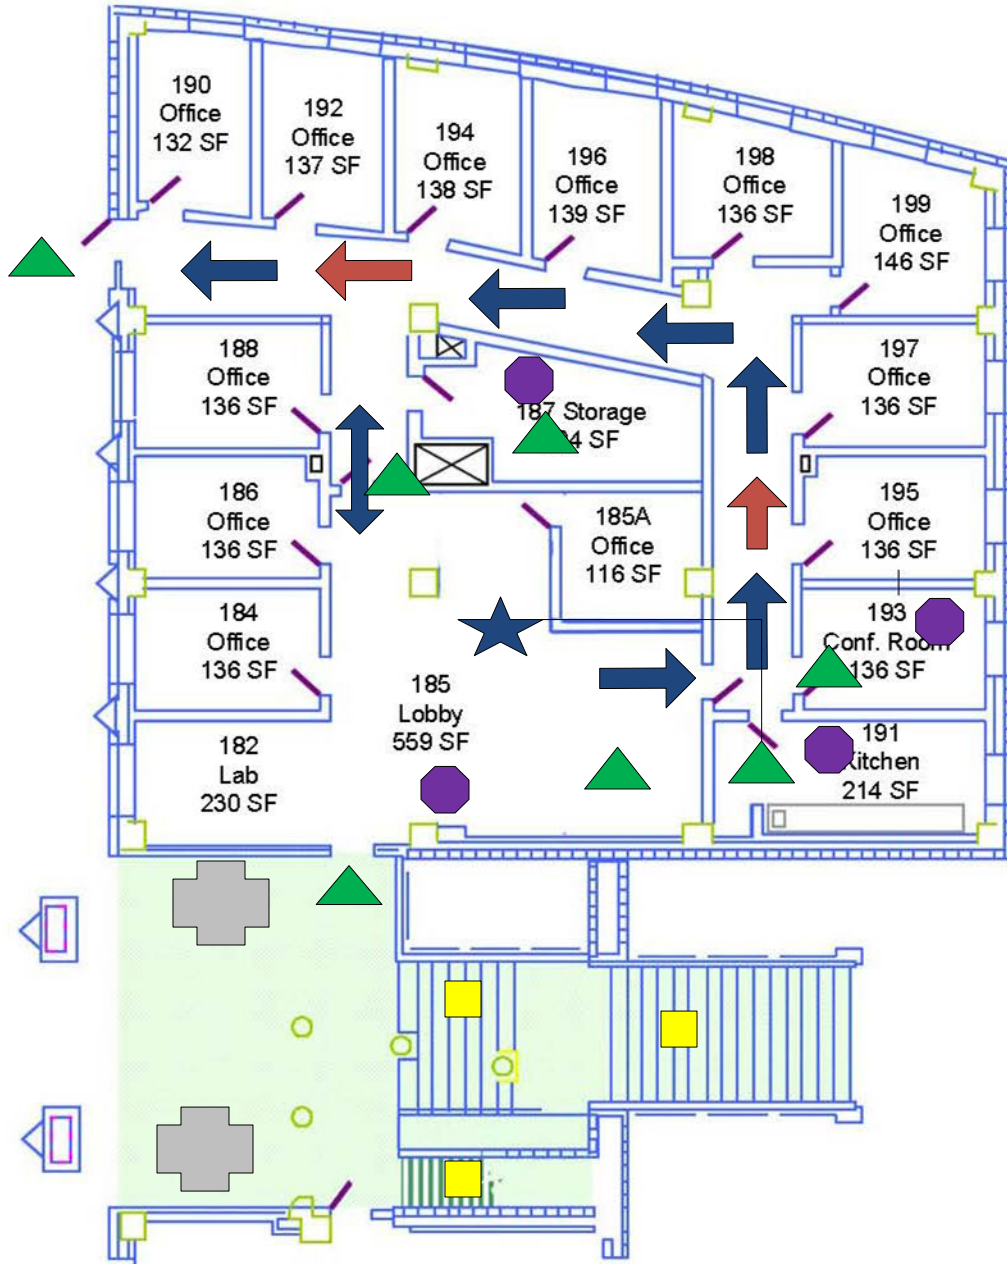 190
Office
132 SF
192
Office
137 SF
194
Office
138 SF
196
Office
139 SF
198
Office
136 SF
199
Office
146 SF
188
Office
136 SF
187 Storage
SF
197
Office
136 SF
186
Office
136 SF
185A
Office
116 SF
195
Office
136 SF
184
Office
136 SF
193
Conf. Room
136 SF
185
Lobby
559 SF
182
Lab
230 SF
191
Kitchen
214 SF